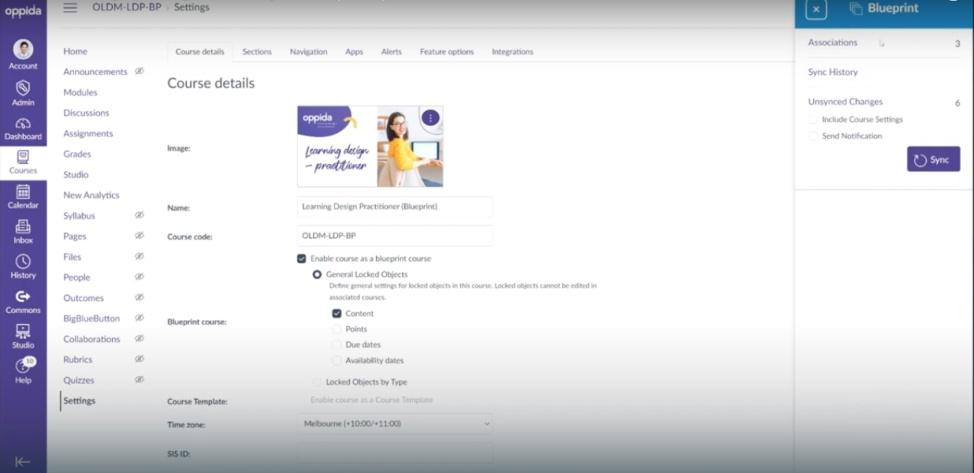 oppida
OLDM-LDP-BP
Settings
Blueprint
Account
Admin
Dashboard
Courses
Calendar
Inbox
History
Commons
Studio
10
Help
Home
Announcements
Modules
Discussions
Assignments
Grades
Studio
New Analytics
Syllabus
Pages
Files
People
Outcomes
BigBlueButton
Collaborations
Rubrics
Quizzes
Settings
Course details
Sections
Navigation
Apps
Alerts
Feature options
Integrations
Course details
Image:
oppida
Learning design
– practitioner
Name:
Learning Design Practitioner (Blueprint)
Course code:
OLDM-LDP-BP
Enable course as a blueprint course
General Locked Objects
Define general settings for locked objects in this course. Locked objects cannot be edited in
associated courses.
Blueprint course:
Content
Points
Due dates
Availability dates
Locked Objects by Type
Course Template:
Enable course as a Course Template
Time zone:
Melbourne (+10:00/+11:00)
SIS ID:
Associations 3
Sync History
Unsynced Changes 6
Include Course Settings
Send Notification
Sync